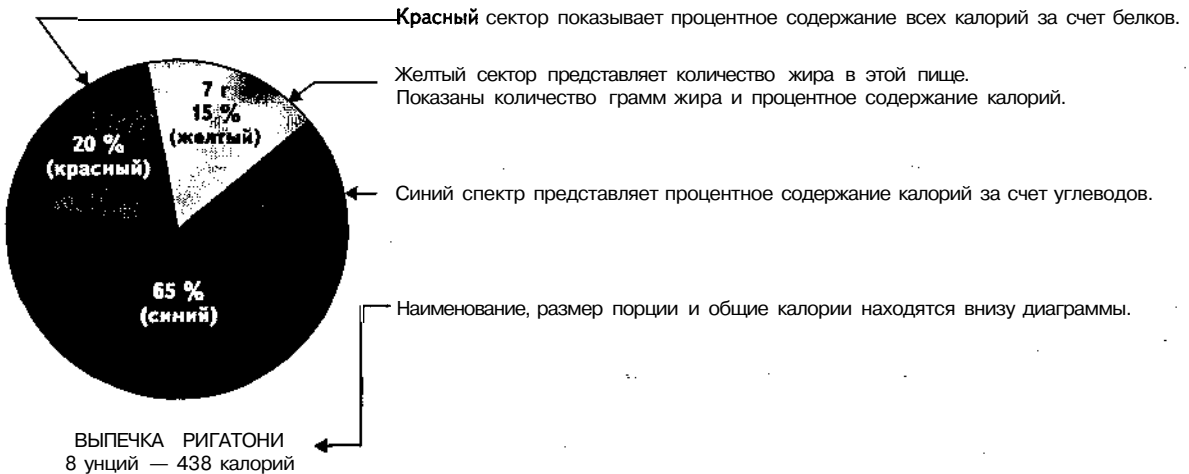 Красный сектор показывает процентное содержание всех калорий за счет белков.
Желтый сектор представляет количество жира в этой пище.
Показаны количество грамм жира и процентное содержание калорий.
7 г
15 %
(желтый)
20 %
(красный)
Синий спектр представляет процентное содержание калорий за счет углеводов.
65 %
(синий)
Наименование, размер порции и общие калории находятся внизу диаграммы.
ВЫПЕЧКА РИГАТОНИ
8 унций — 438 калорий